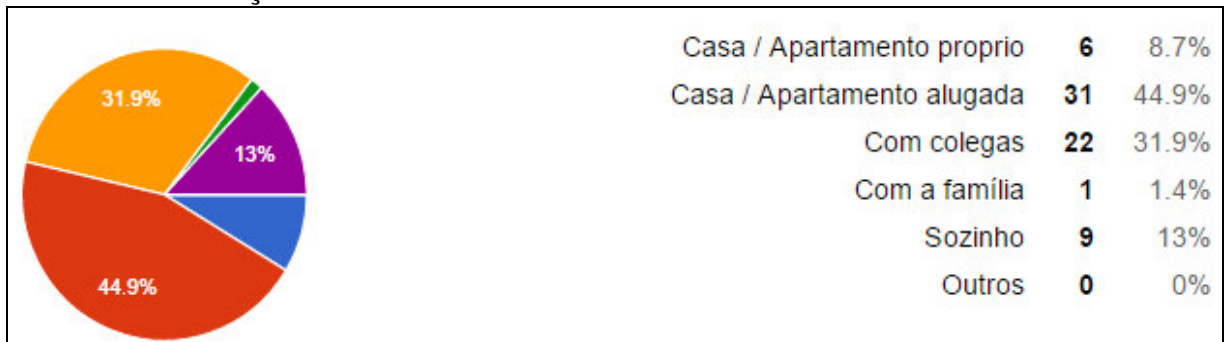 Casa / Apartamento proprio 6 8.7%
Casa / Apartamento alugada 31 44.9%
Com colegas 22 31.9%
Com a família 1 1.4%
Sozinho 9 13%
Outros 0 0%
31.9%
13%
44.9%